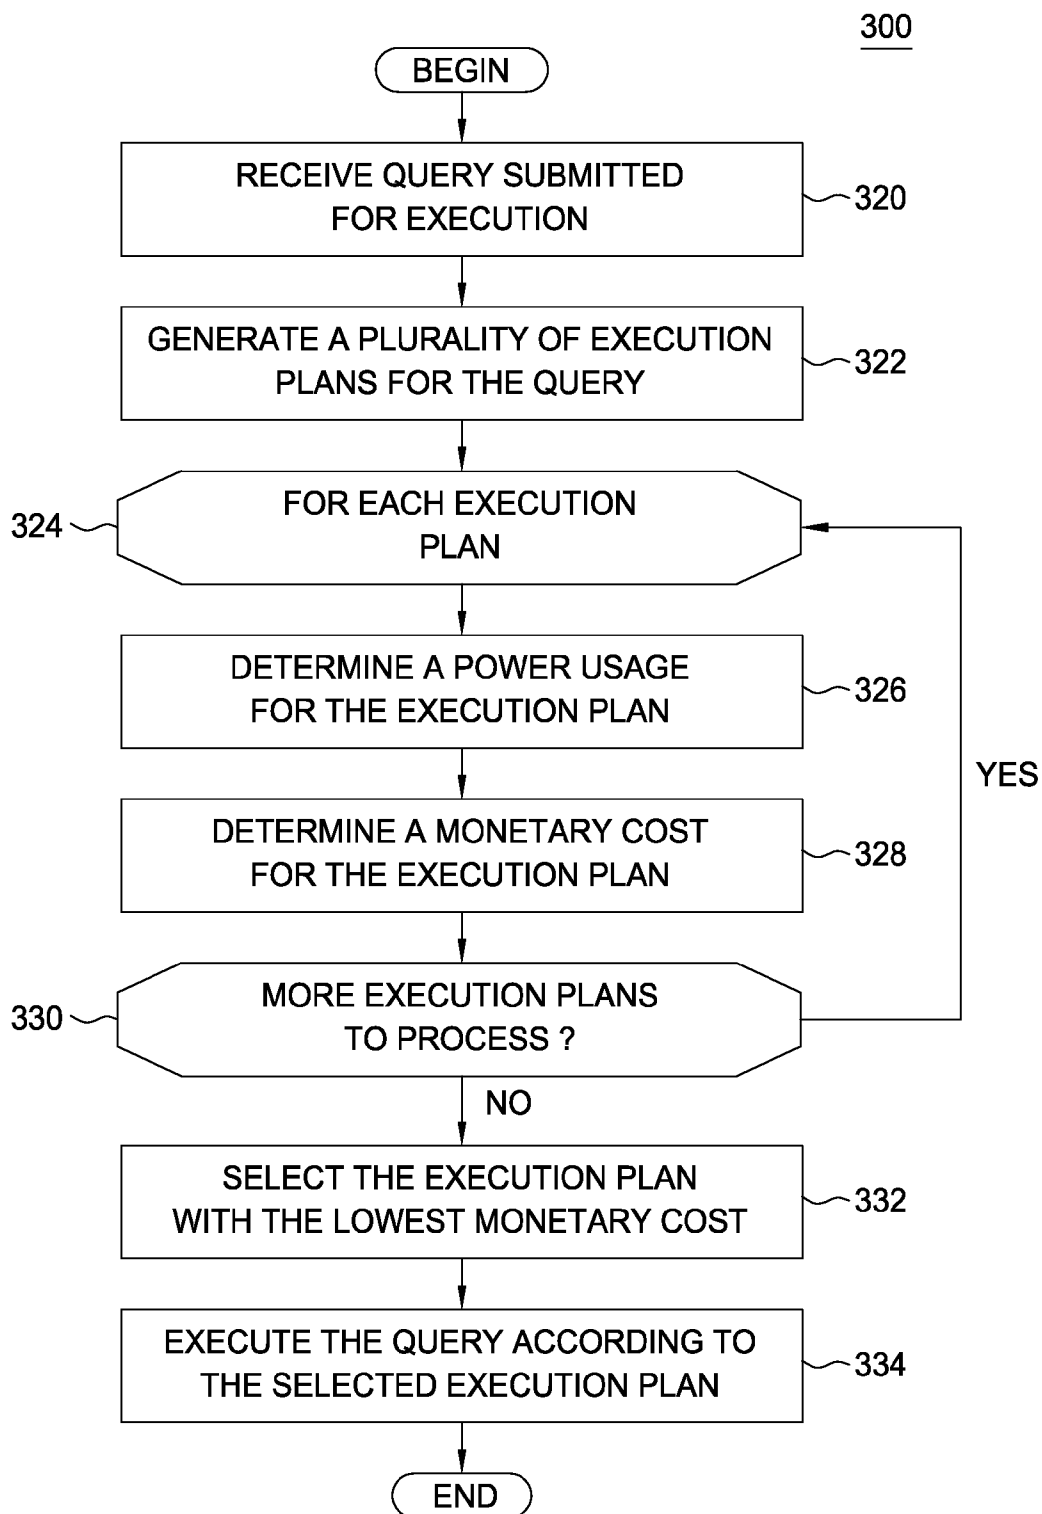 300
BEGIN
RECEIVE QUERY SUBMITTED
FOR EXECUTION
320
GENERATE A PLURALITY OF EXECUTION
PLANS FOR THE QUERY
322
FOR EACH EXECUTION
PLAN
324
DETERMINE A POWER USAGE
FOR THE EXECUTION PLAN
326
YES
DETERMINE A MONETARY COST
FOR THE EXECUTION PLAN
328
MORE EXECUTION PLANS
TO PROCESS ?
330
NO
SELECT THE EXECUTION PLAN
WITH THE LOWEST MONETARY COST
332
EXECUTE THE QUERY ACCORDING TO
THE SELECTED EXECUTION PLAN
334
END